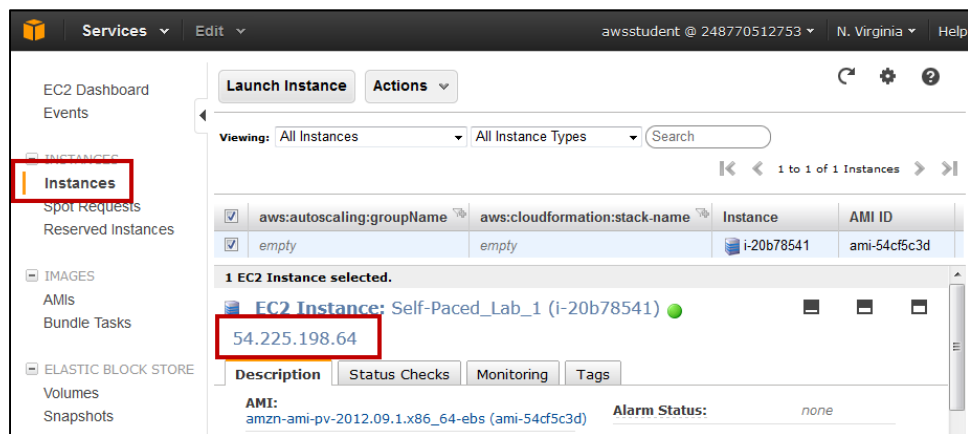 Services Edit awsstudent @ 248770512753 N. Virginia Help
EC2 Dashboard
Events
INSTANCES
Instances
Spot Requests
Reserved Instances
IMAGES
AMIs
Bundle Tasks
ELASTIC BLOCK STORE
Volumes
Snapshots
Launch Instance Actions
Viewing: All Instances All Instance Types Search
1 to 1 of 1 Instances
aws:autoscaling:groupName aws:cloudformation:stack-name Instance AMI ID
empty empty i-20b78541 ami-54cf5c3d
1 EC2 Instance selected.
EC2 Instance: Self-Paced_Lab_1 (i-20b78541)
54.225.198.64
Description Status Checks Monitoring Tags
AMI:
amzn-ami-pv-2012.09.1.x86_64-ebs (ami-54cf5c3d)
Alarm Status: none